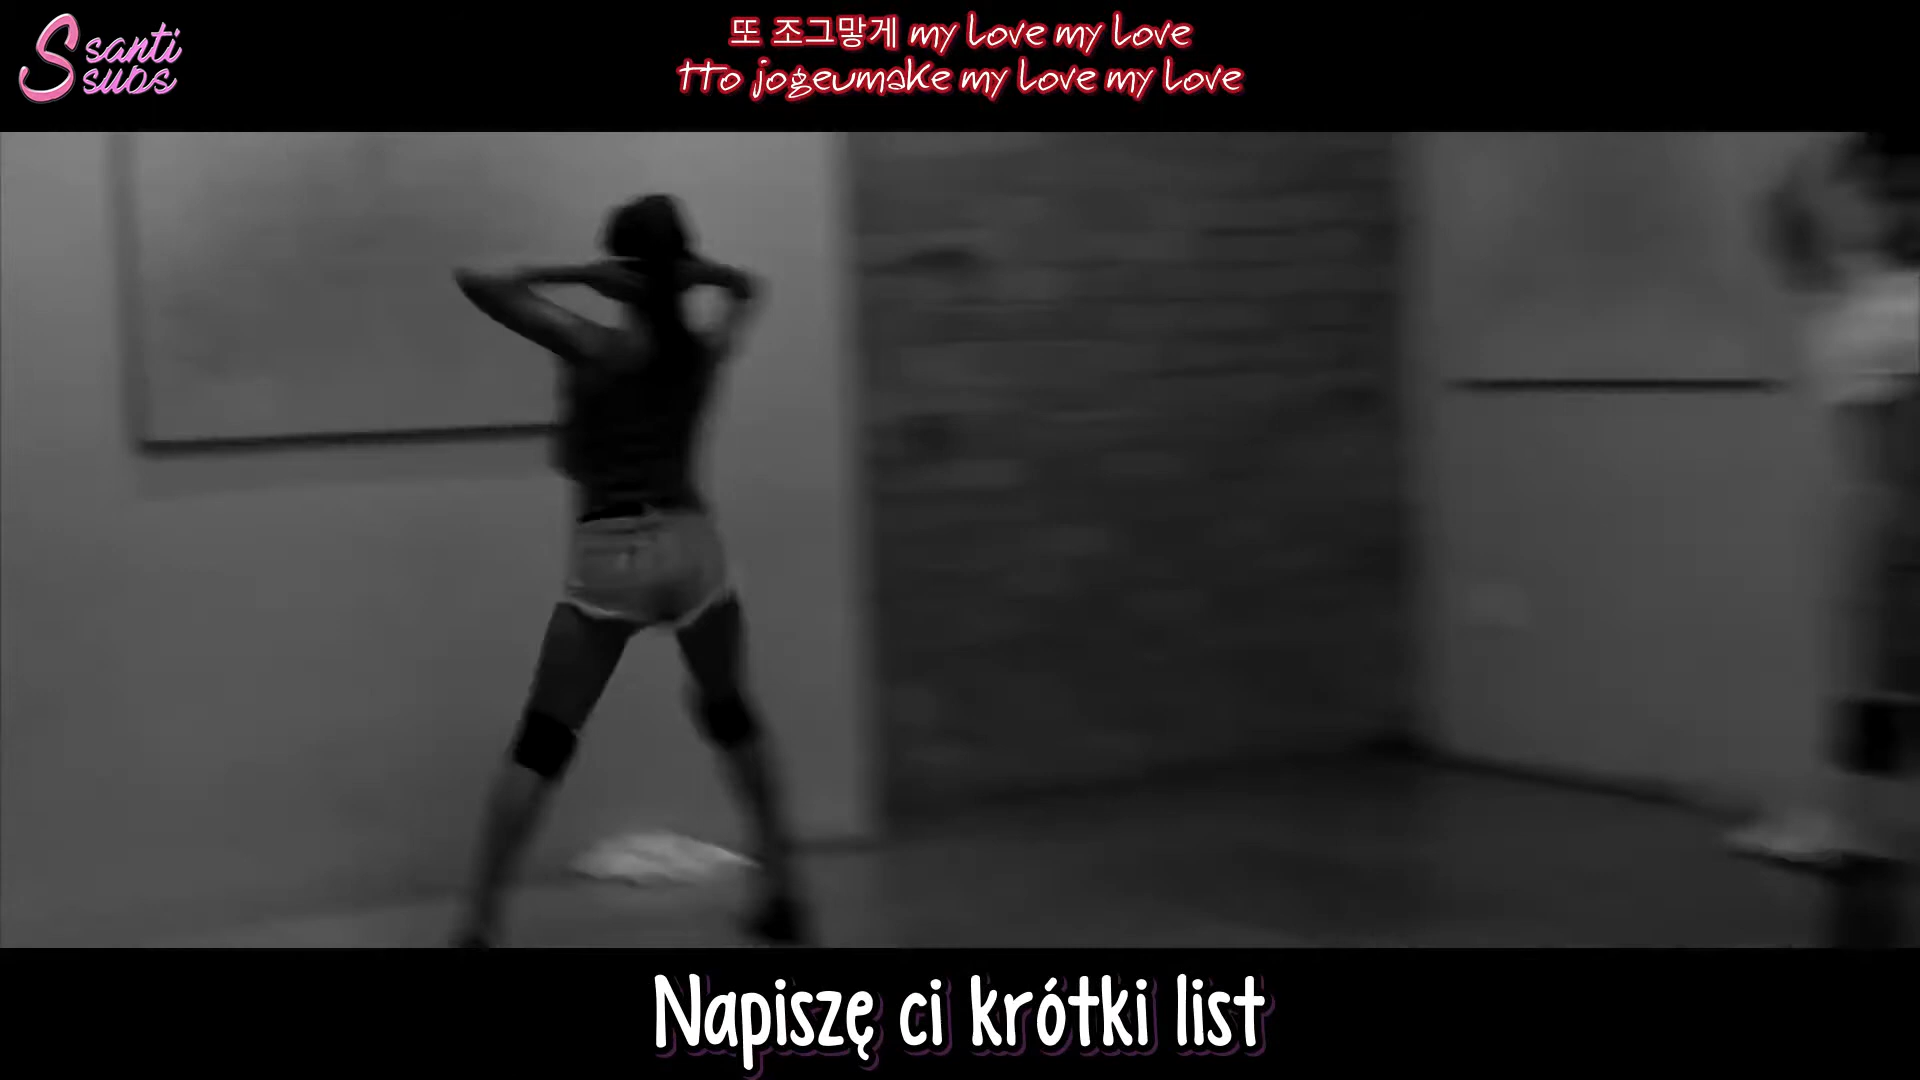 Ssanti
subs
또 조그맣게 my love my love
tto jogeumake my love my love
Napiszę ci krótki list